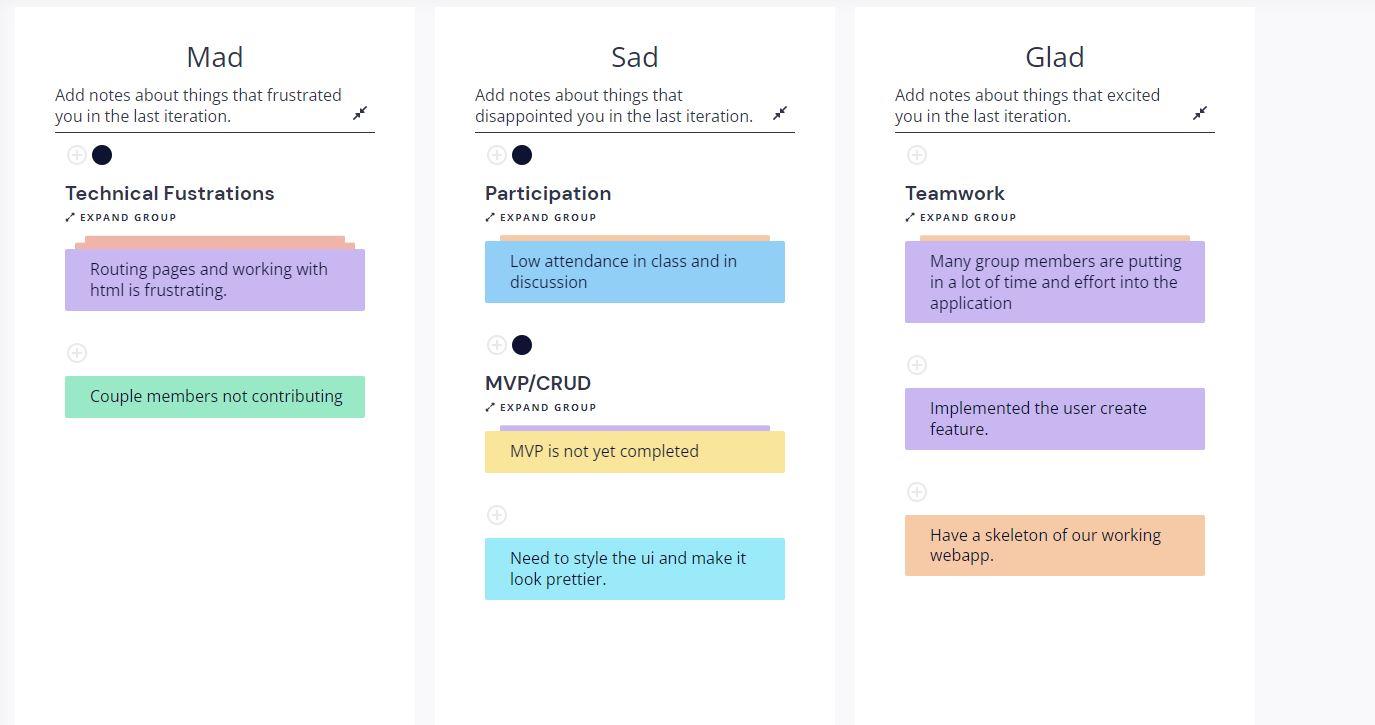 Mad
Add notes about things that frustrated
you in the last iteration.
Technical Fustrations
EXPAND GROUP
Routing pages and working with
html is frustrating.
Couple members not contributing
Sad
Add notes about things that
disappointed you in the last iteration.
Participation
EXPAND GROUP
Low attendance in class and in
discussion
MVP/CRUD
EXPAND GROUP
MVP is not yet completed
Need to style the ui and make it
look prettier.
Glad
Add notes about things that excited
you in the last iteration.
Teamwork
EXPAND GROUP
Many group members are putting
in a lot of time and effort into the
application
Implemented the user create
feature.
Have a skeleton of our working
webapp.